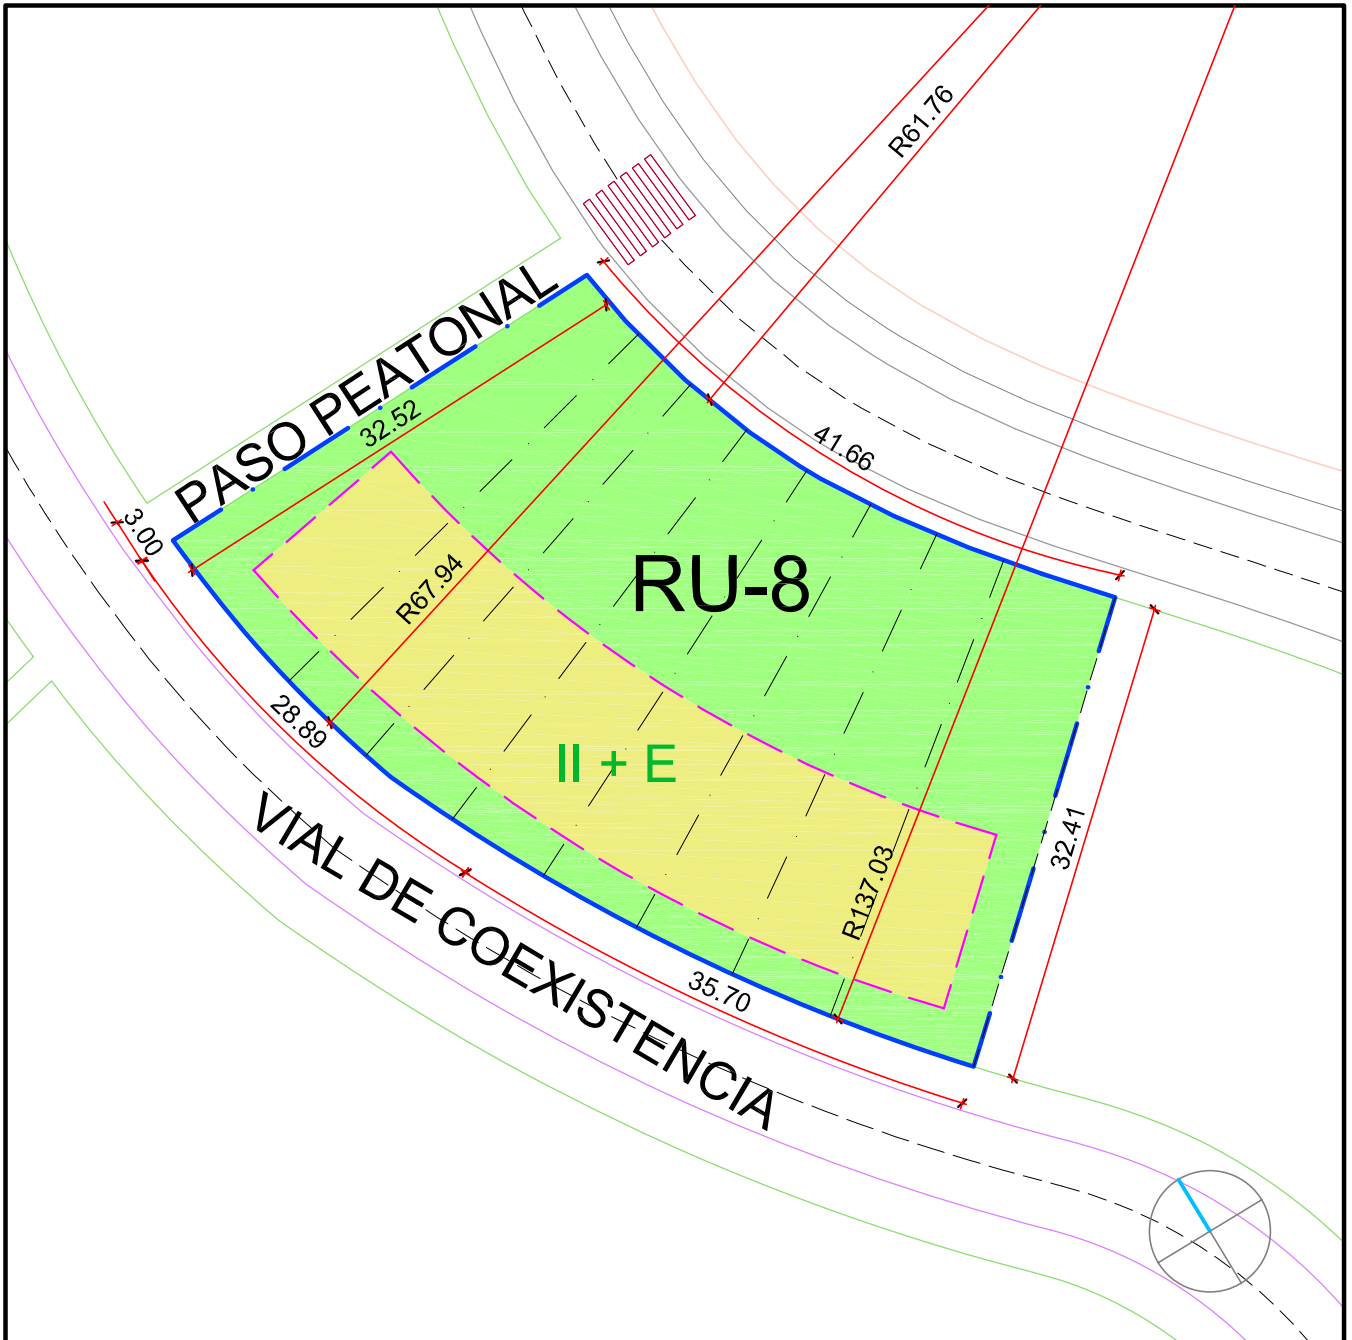 R61.76
PASO PEATONAL
32.52
41.66
3.00
RU-8
R67.94
28.89
II + E
32.41
R137.03
VIAL DE COEXISTENCIA
35.70